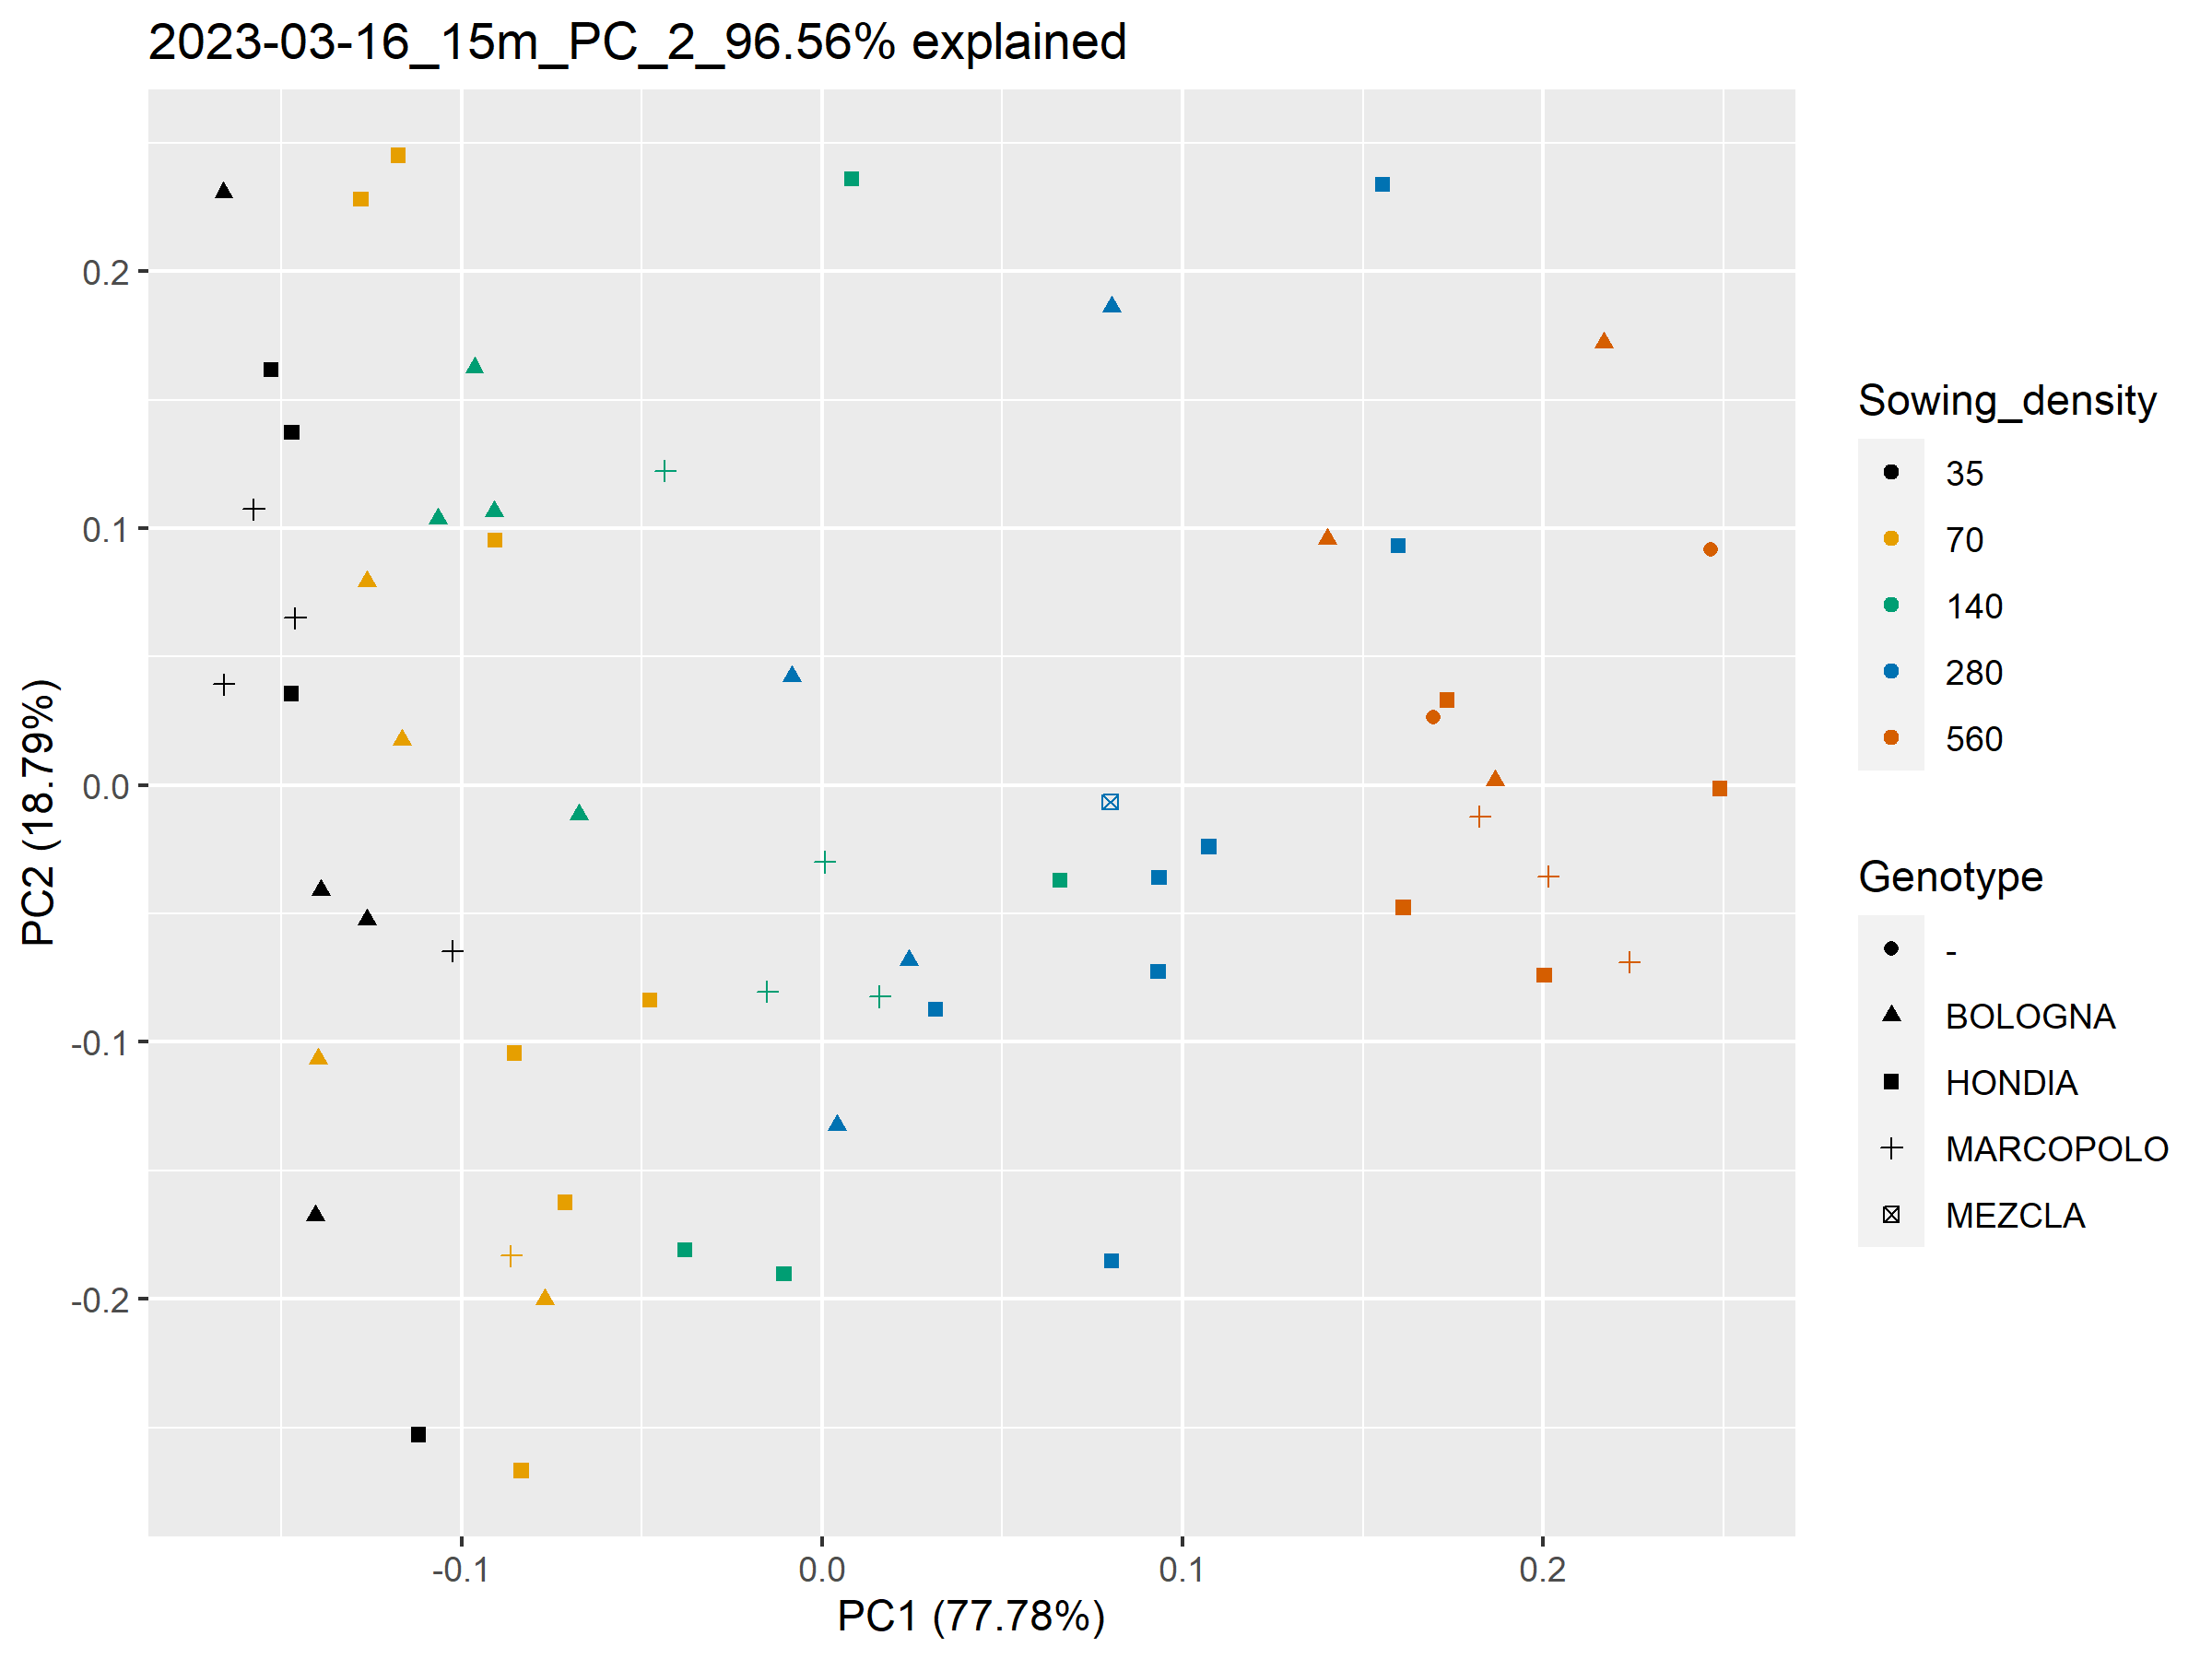 2023-03-16_15m_PC_2_96.56% explained
PC2 (18.79%)
0.2
0.1
0.0
-0.1
-0.2
-0.1
0.0
0.1
0.2
PC1 (77.78%)
Sowing_density
35
70
140
280
560
Genotype
-
BOLOGNA
HONDIA
MARCOPOLO
MEZCLA